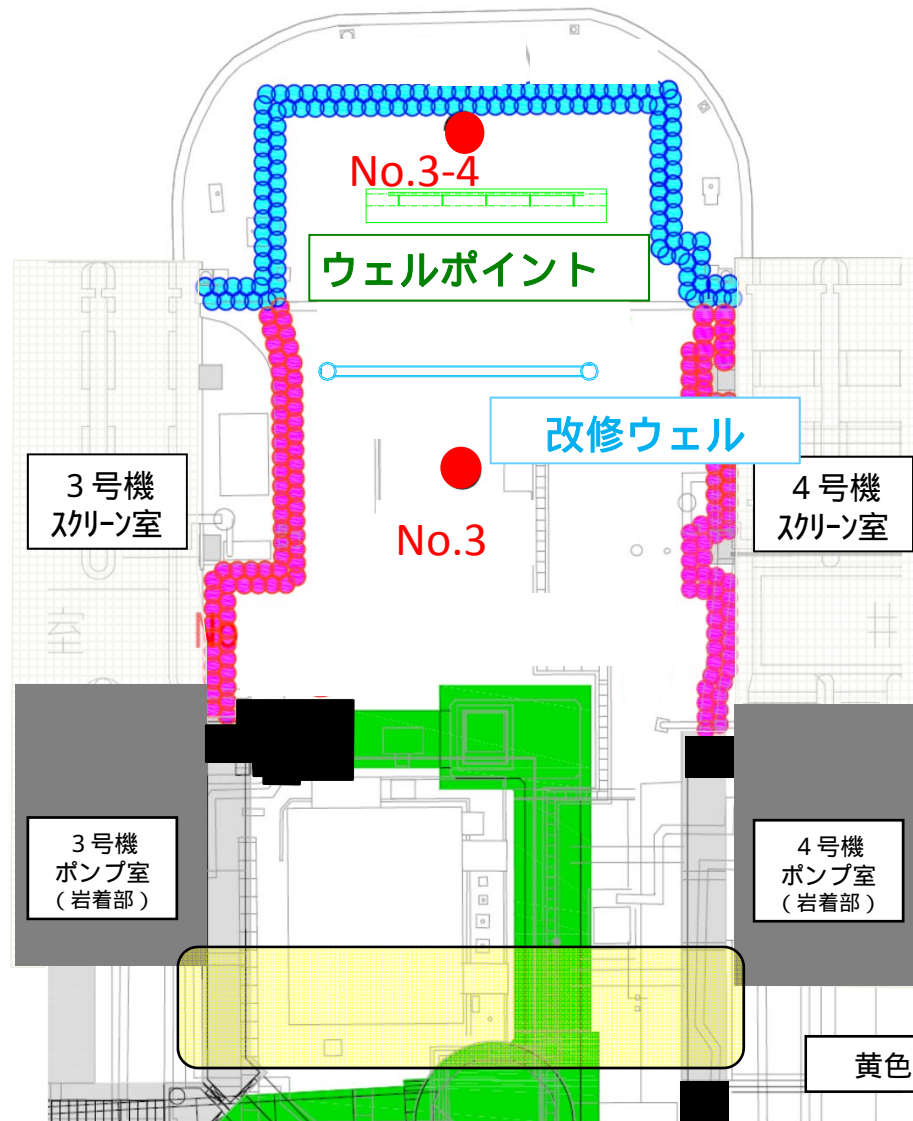 No.3-4
ウェルポイント
改修ウェル
3号機
スクリーン室
4号機
スクリーン室
No.3
No
3号機
ポンプ室
(岩着部)
4号機
ポンプ室
(岩着部)
黄色